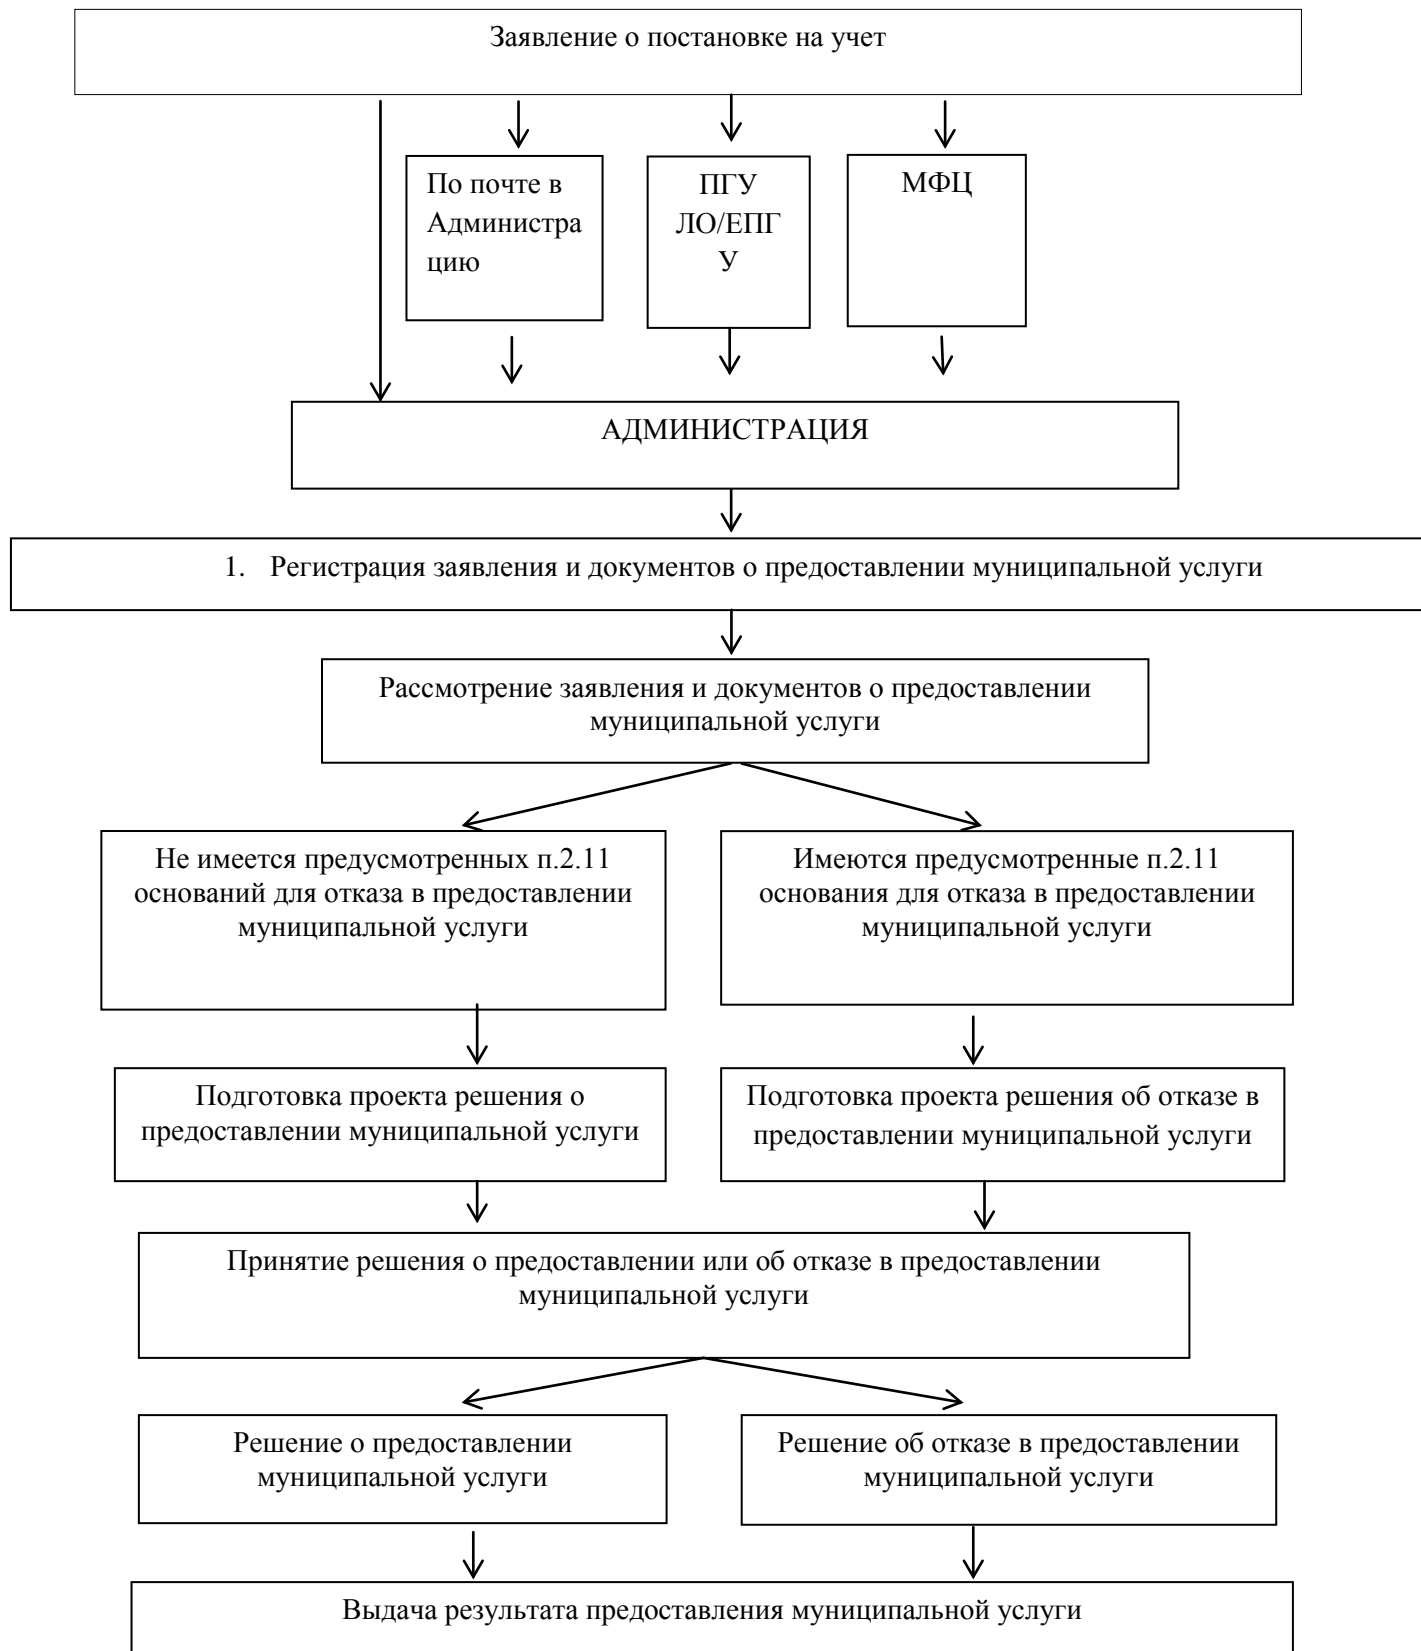 Заявление о постановке на учет
По почте в
Администра
цию
ПГУ
ЛО/ЕПГ
У
МФЦ
АДМИНИСТРАЦИЯ
1. Регистрация заявления и документов о предоставлении муниципальной услуги
Рассмотрение заявления и документов о предоставлении
муниципальной услуги
Не имеется предусмотренных п.2.11
оснований для отказа в предоставлении
муниципальной услуги
Имеются предусмотренные п.2.11
основания для отказа в предоставлении
муниципальной услуги
Подготовка проекта решения о
предоставлении муниципальной услуги
Подготовка проекта решения об отказе в
предоставлении муниципальной услуги
Принятие решения о предоставлении или об отказе в предоставлении
муниципальной услуги
Решение о предоставлении
муниципальной услуги
Решение об отказе в предоставлении
муниципальной услуги
Выдача результата предоставления муниципальной услуги